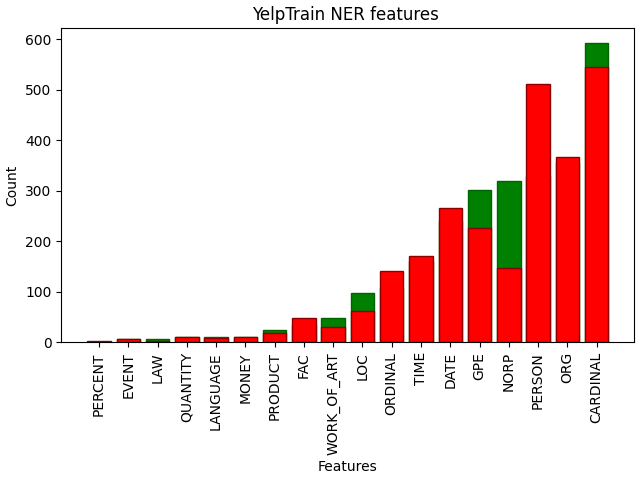 YelpTrain NER features
Count
600
500
400
300
200
100
0
PERCENT
EVENT
LAW
QUANTITY
LANGUAGE
MONEY
PRODUCT
FAC
WORK_OF_ART
LOC
ORDINAL
TIME
DATE
GPE
NORP
PERSON
ORG
CARDINAL
Features